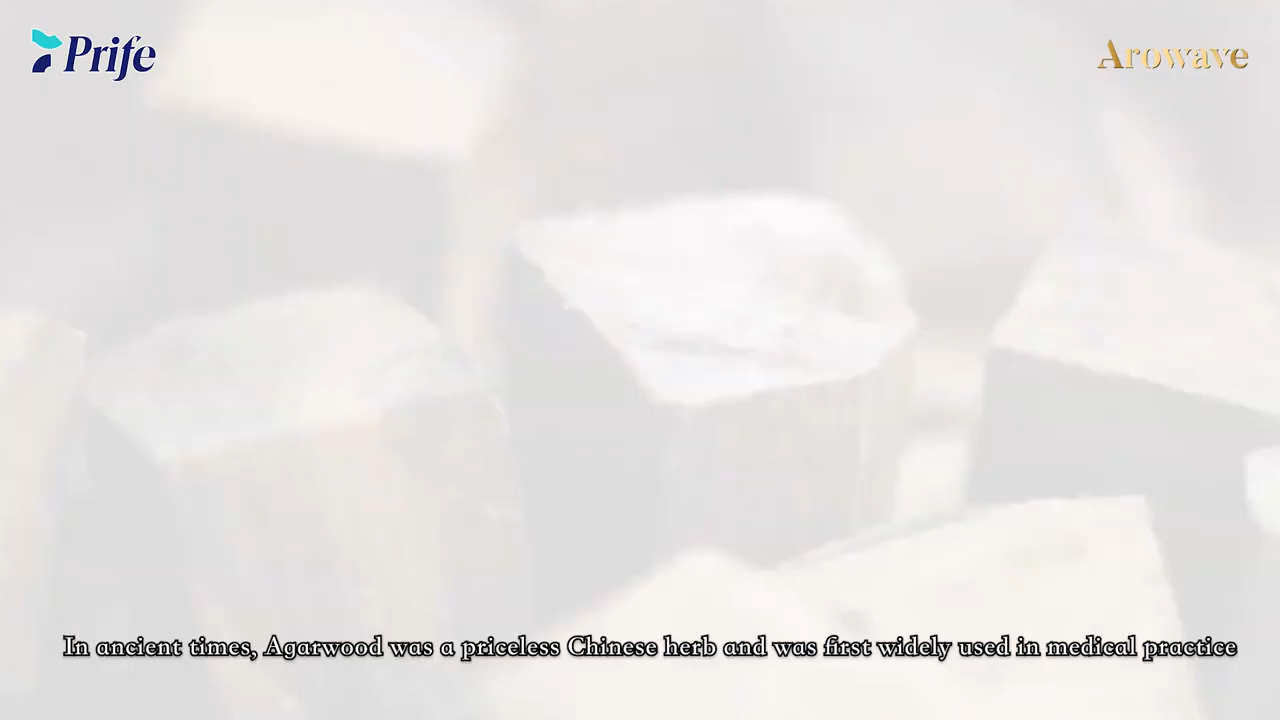 Prife
Arowave
In ancient times, Agarwood was a priceless Chinese herb and was first widely used in medical practice